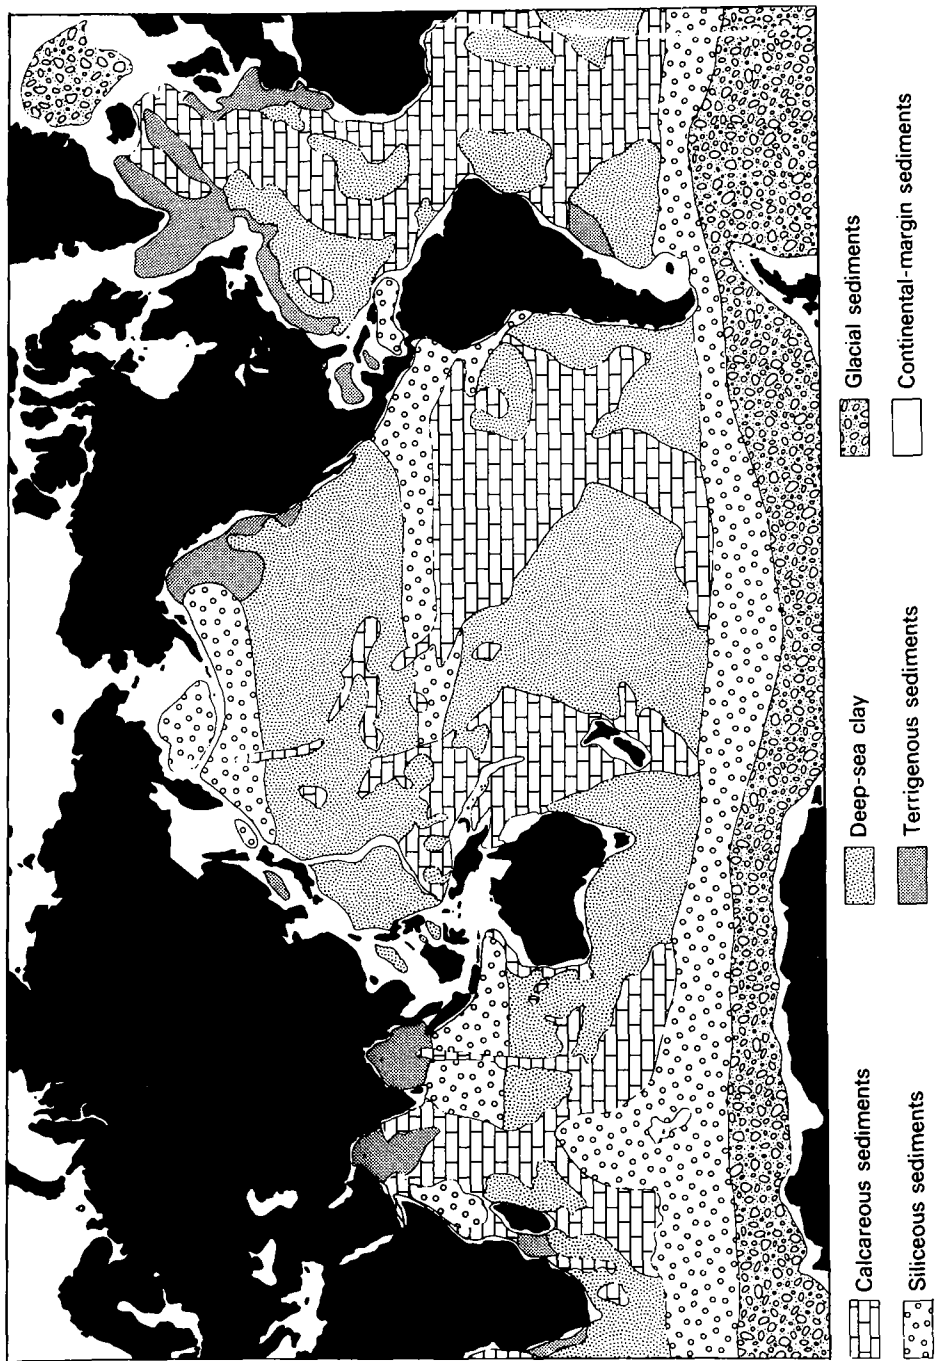 Calcareous sediments
Siliceous sediments
Deep-sea clay
Terrigenous sediments
Glacial sediments
Continental-margin sediments